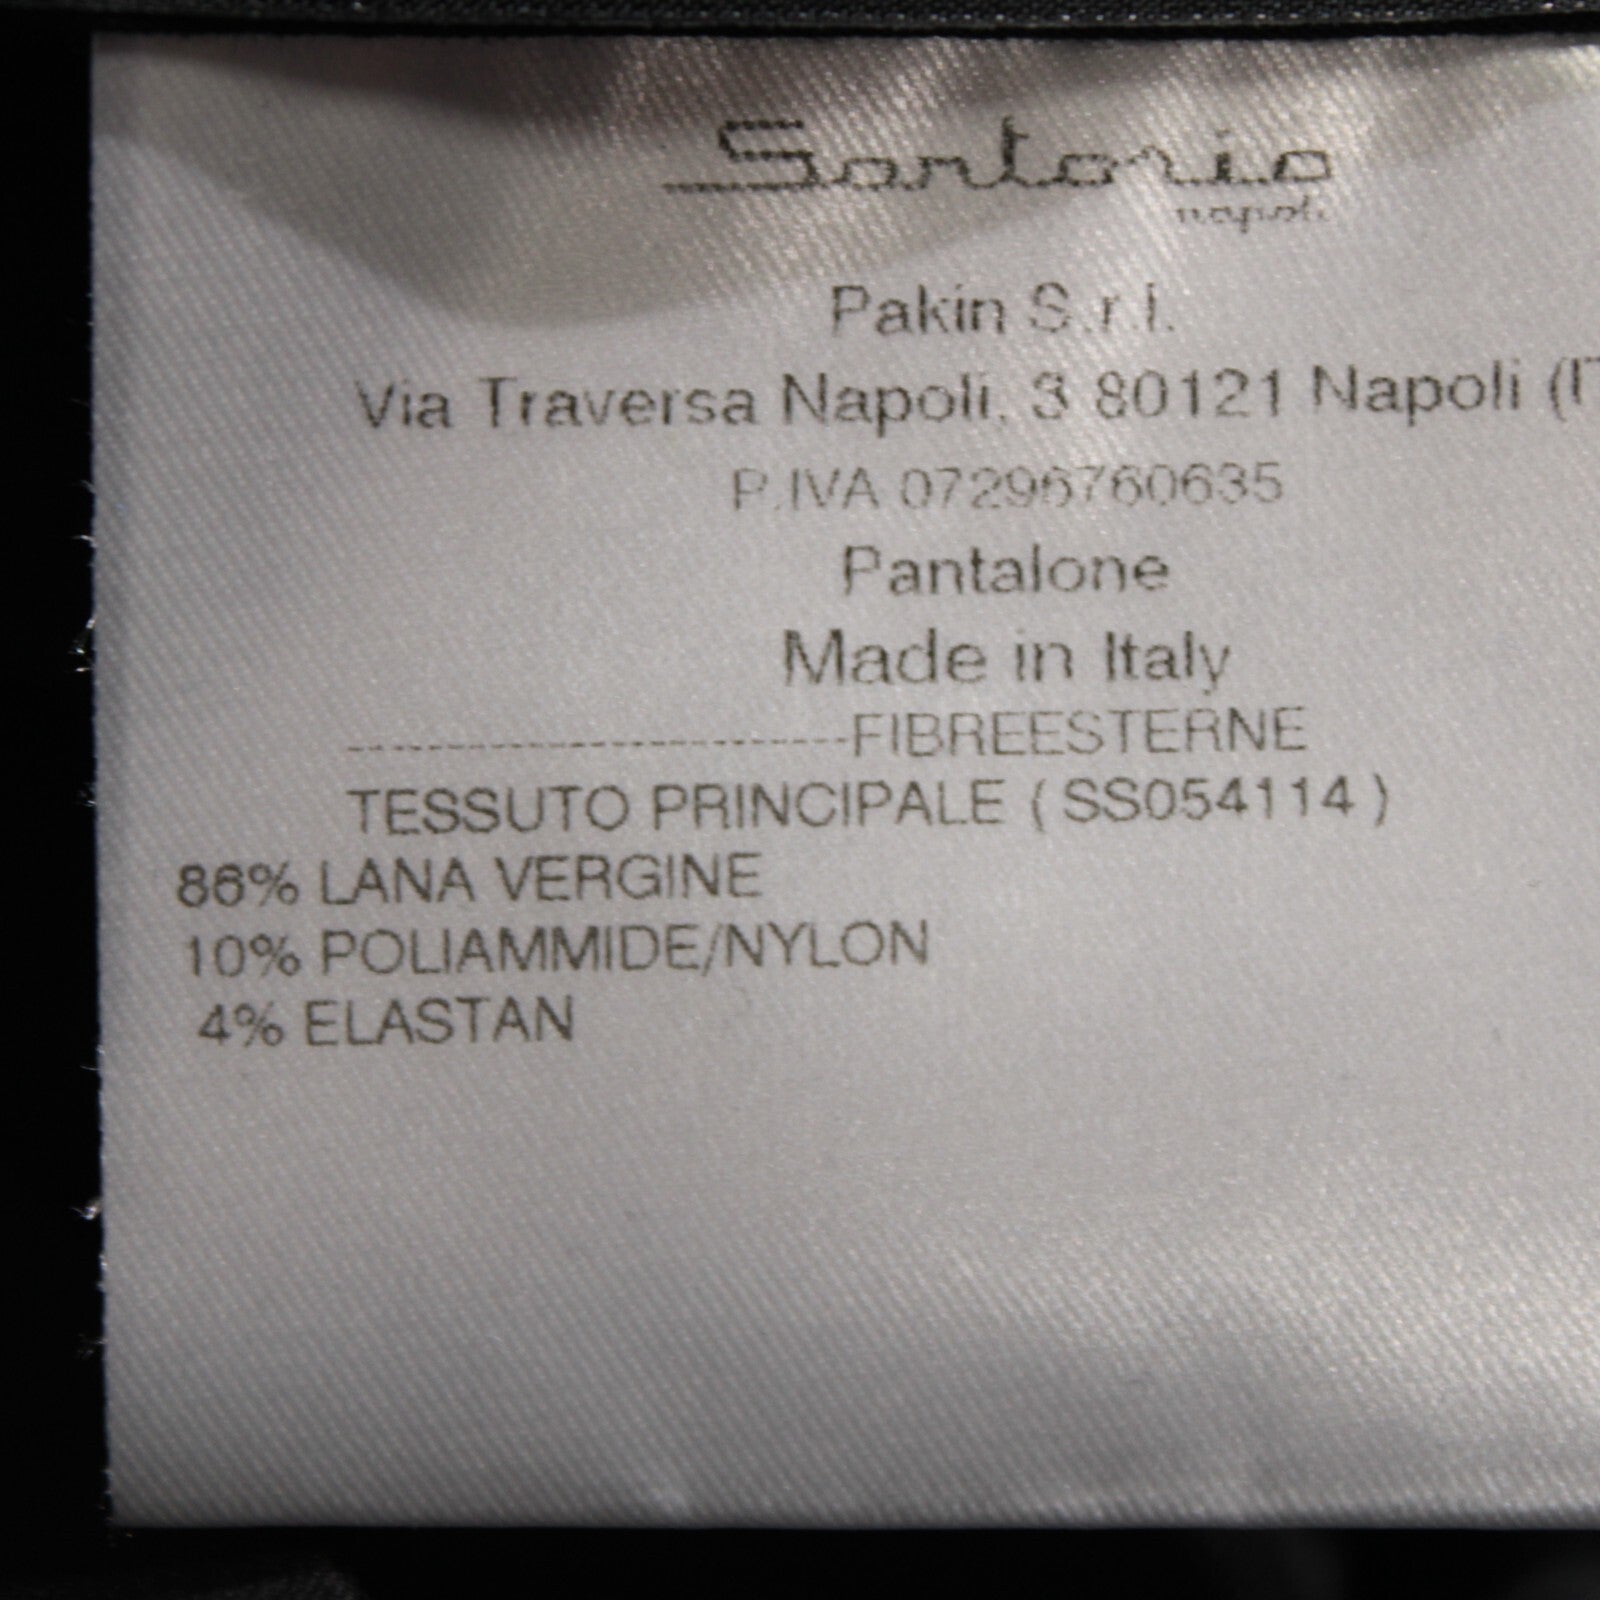 Sartorio
napoli
Pakin S.r.l.
Via Traversa Napoli, 3 80121 Napoli (IT
P.IVA 07296760635
Pantalone
Made in Italy
------------------------FIBREESTERNE
TESSUTO PRINCIPALE ( SS054114 )
86% LANA VERGINE
10% POLIAMMIDE/NYLON
4% ELASTAN